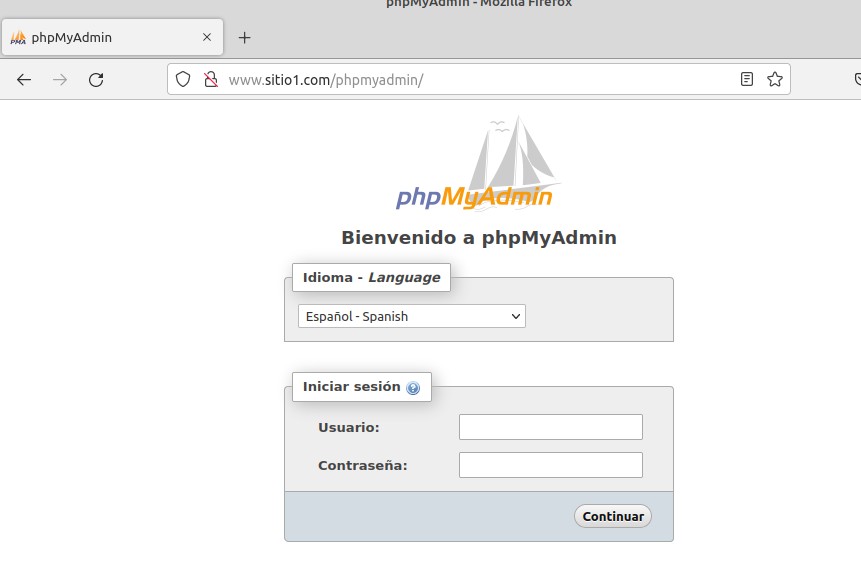 phpMyAdmin - Mozilla Firefox
PMA phpMyAdmin
www.sitio1.com/phpmyadmin/
phpMyAdmin
Bienvenido a phpMyAdmin
Idioma - Language
Español - Spanish
Iniciar sesión
Usuario:
Contraseña:
Continuar